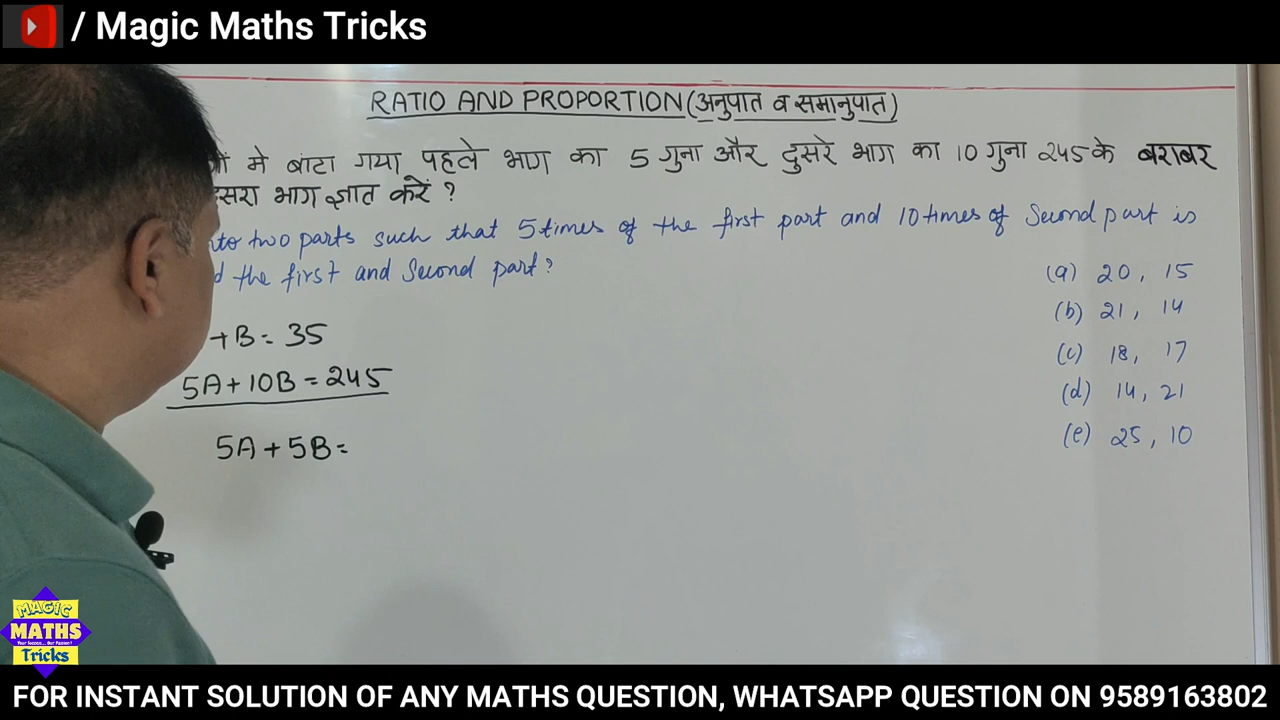 / Magic Maths Tricks
RATIO AND PROPORTION (अनुपात व समानुपात)
में बांटा गया पहले भाग का 5 गुना और दुसरे भाग का 10 गुना 245 के बराबर
भाग ज्ञात करें ?
two parts such that 5 times of the first part and 10 times of Second part is
the first and Second part?
(a) 20, 15
(b) 21, 14
(c) 18, 17
(d) 14, 21
(e) 25, 10
+ B = 35
5A + 10B = 245
5A + 5B =
MAGIC
MATHS
Tricks
FOR INSTANT SOLUTION OF ANY MATHS QUESTION, WHATSAPP QUESTION ON 9589163802